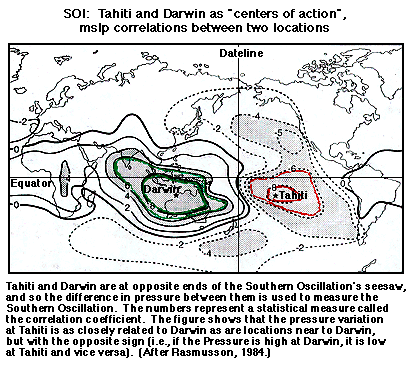 SOI:  Tahiti and Darwin as "centers of action",
mslp correlations between two locations
Dateline
Equator
Darwin
Tahiti
Tahiti and Darwin are at opposite ends of the Southern Oscillation's seesaw,
and so the difference in pressure between them is used to measure the
Southern Oscillation.  The numbers represent a statistical measure called
the correlation coefficient.  The figure shows that the pressure variation
at Tahiti is as closely related to Darwin as are locations near to Darwin,
but with the opposite sign (i.e., if the Pressure is high at Darwin, it is low
at Tahiti and vice versa).  (After Rasmusson, 1984.)